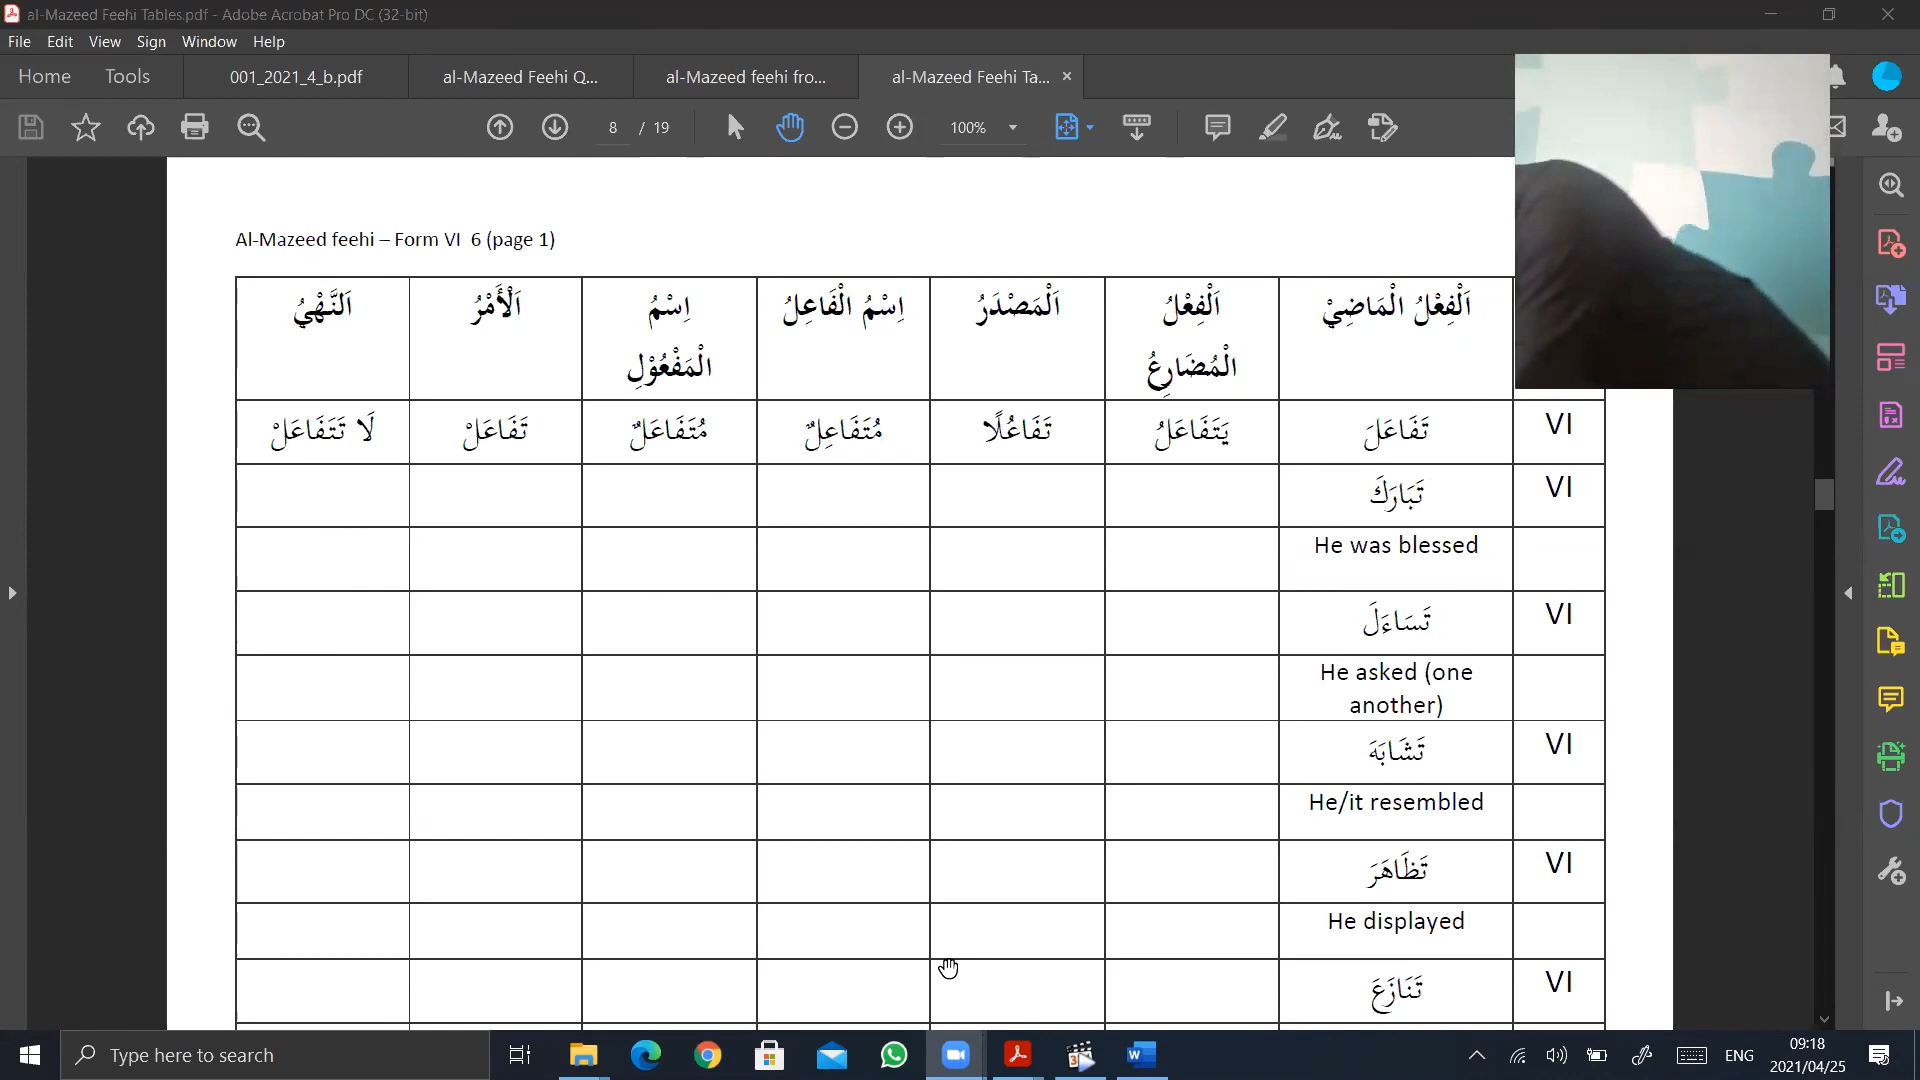 al-Mazeed Feehi Tables.pdf - Adobe Acrobat Pro DC (32-bit)
File Edit View Sign Window Help
Home Tools 001_2021_4_b.pdf al-Mazeed Feehi Q... al-Mazeed feehi fro... al-Mazeed Feehi Ta... ×
8 / 19 100%
Al-Mazeed feehi – Form VI 6 (page 1)
اَلْفِعْلُ الْمَاضِيْ اَلْفِعْلُ الْمُضَارِعُ اَلْمَصْدَرُ اِسْمُ الْفَاعِلُ اِسْمُ الْمَفْعُوْلِ اَلْأَمْرُ اَلنَّهْيُ
VI تَفَاعَلَ يَتَفَاعَلُ تَفَاعُلًا مُتَفَاعِلٌ مُتَفَاعَلٌ تَفَاعَلْ لَا تَتَفَاعَلْ
VI تَبَارَكَ
He was blessed
VI تَسَاءَلَ
He asked (one
another)
VI تَشَابَهَ
He/it resembled
VI تَظَاهَرَ
He displayed
VI تَنَازَعَ
Type here to search
ENG
09:18
2021/04/25